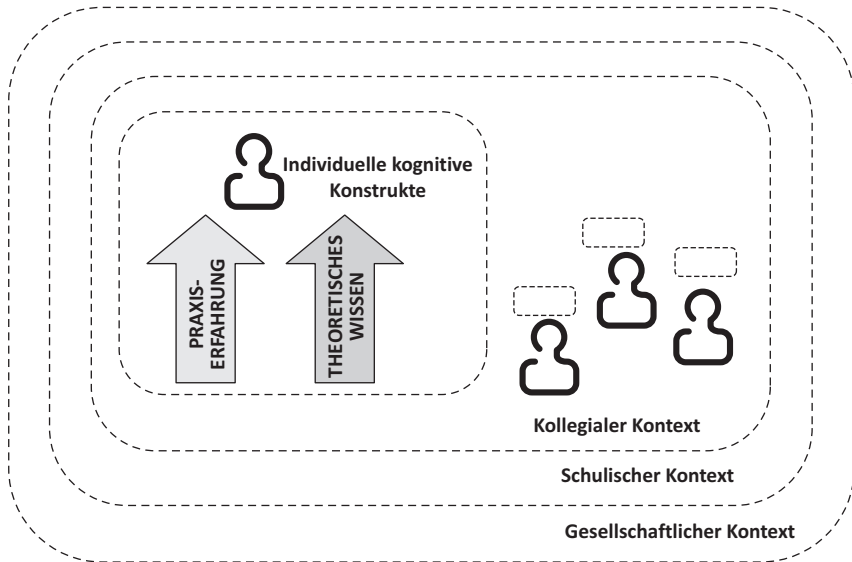 Individuelle kognitive
Konstrukte
PRAXIS-
ERFAHRUNG
THEORETISCHES
WISSEN
Kollegialer Kontext
Schulischer Kontext
Gesellschaftlicher Kontext